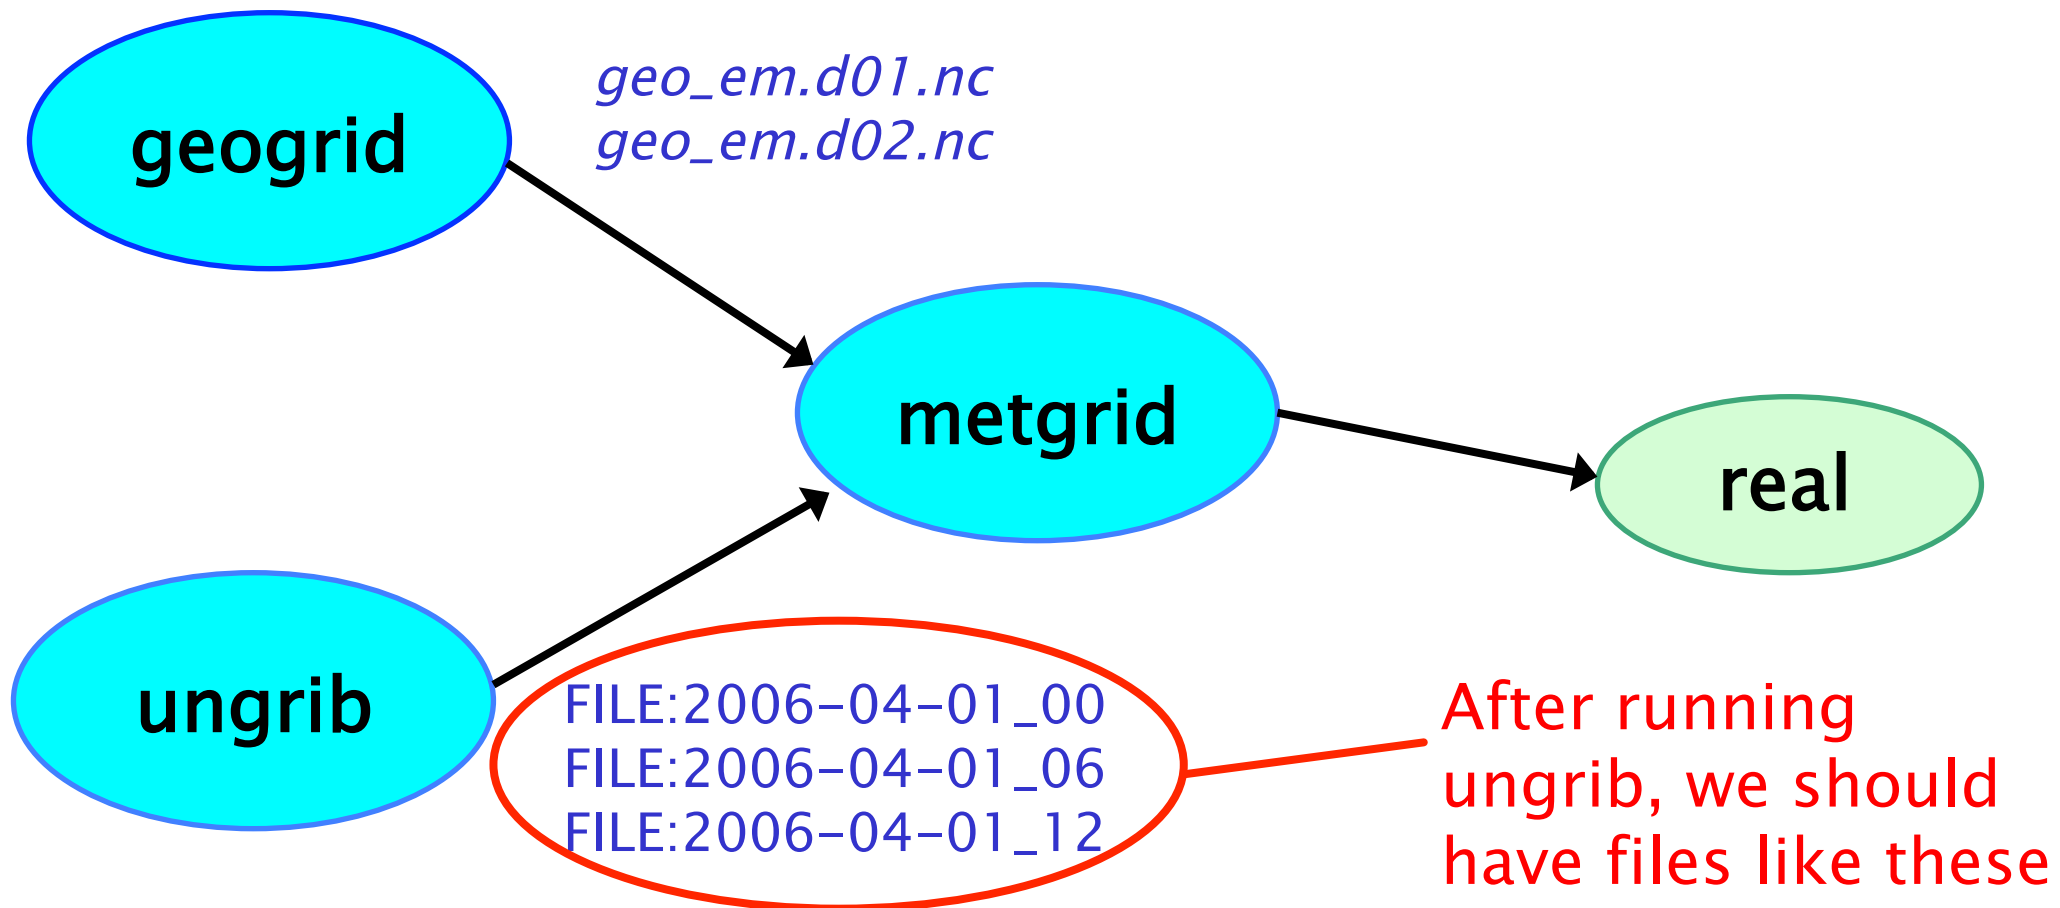 geogrid
geo_em.d01.nc
geo_em.d02.nc
metgrid
real
ungrib
FILE:2006-04-01_00
FILE:2006-04-01_06
FILE:2006-04-01_12
After running
ungrib, we should
have files like these